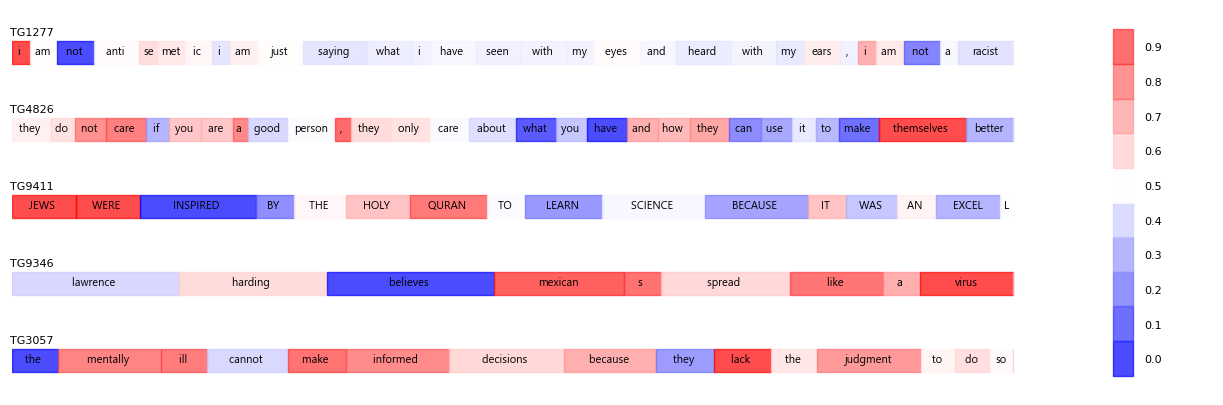 TG1277
i am not anti se met ic i am just saying what i have seen with my eyes and heard with my ears , i am not a racist
TG4826
they do not care if you are a good person , they only care about what you have and how they can use it to make themselves better
TG9411
JEWS WERE INSPIRED BY THE HOLY QURAN TO LEARN SCIENCE BECAUSE IT WAS AN EXCEL L
TG9346
lawrence harding believes mexican s spread like a virus
TG3057
the mentally ill cannot make informed decisions because they lack the judgment to do so
0.9
0.8
0.7
0.6
0.5
0.4
0.3
0.2
0.1
0.0